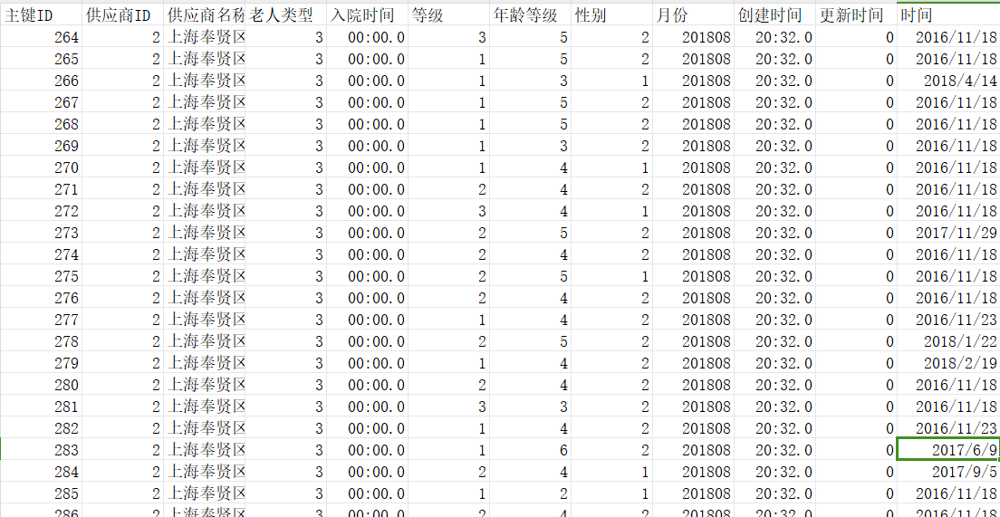 主键ID 供应商ID 供应商名称 老人类型 入院时间 等级 年龄等级 性别 月份 创建时间 更新时间 时间
264 2 上海奉贤区 3 00:00.0 3 5 2 201808 20:32.0 0 2016/11/18
265 2 上海奉贤区 3 00:00.0 1 5 2 201808 20:32.0 0 2016/11/18
266 2 上海奉贤区 3 00:00.0 1 3 1 201808 20:32.0 0 2018/4/14
267 2 上海奉贤区 3 00:00.0 1 5 2 201808 20:32.0 0 2016/11/18
268 2 上海奉贤区 3 00:00.0 1 5 2 201808 20:32.0 0 2016/11/18
269 2 上海奉贤区 3 00:00.0 1 3 2 201808 20:32.0 0 2016/11/18
270 2 上海奉贤区 3 00:00.0 1 4 1 201808 20:32.0 0 2016/11/18
271 2 上海奉贤区 3 00:00.0 2 4 2 201808 20:32.0 0 2016/11/18
272 2 上海奉贤区 3 00:00.0 3 4 1 201808 20:32.0 0 2016/11/18
273 2 上海奉贤区 3 00:00.0 2 5 2 201808 20:32.0 0 2017/11/29
274 2 上海奉贤区 3 00:00.0 2 4 2 201808 20:32.0 0 2016/11/18
275 2 上海奉贤区 3 00:00.0 2 5 1 201808 20:32.0 0 2016/11/18
276 2 上海奉贤区 3 00:00.0 2 4 2 201808 20:32.0 0 2016/11/18
277 2 上海奉贤区 3 00:00.0 1 4 2 201808 20:32.0 0 2016/11/23
278 2 上海奉贤区 3 00:00.0 2 5 2 201808 20:32.0 0 2018/1/22
279 2 上海奉贤区 3 00:00.0 1 4 2 201808 20:32.0 0 2018/2/19
280 2 上海奉贤区 3 00:00.0 2 4 2 201808 20:32.0 0 2016/11/18
281 2 上海奉贤区 3 00:00.0 3 3 2 201808 20:32.0 0 2016/11/18
282 2 上海奉贤区 3 00:00.0 1 4 2 201808 20:32.0 0 2016/11/23
283 2 上海奉贤区 3 00:00.0 1 6 2 201808 20:32.0 0 2017/6/9
284 2 上海奉贤区 3 00:00.0 2 4 1 201808 20:32.0 0 2017/9/5
285 2 上海奉贤区 3 00:00.0 1 2 1 201808 20:32.0 0 2016/11/18
286 2 上海奉贤区 3 00:00.0 2 4 2 201808 20:32.0 0 2016/11/18